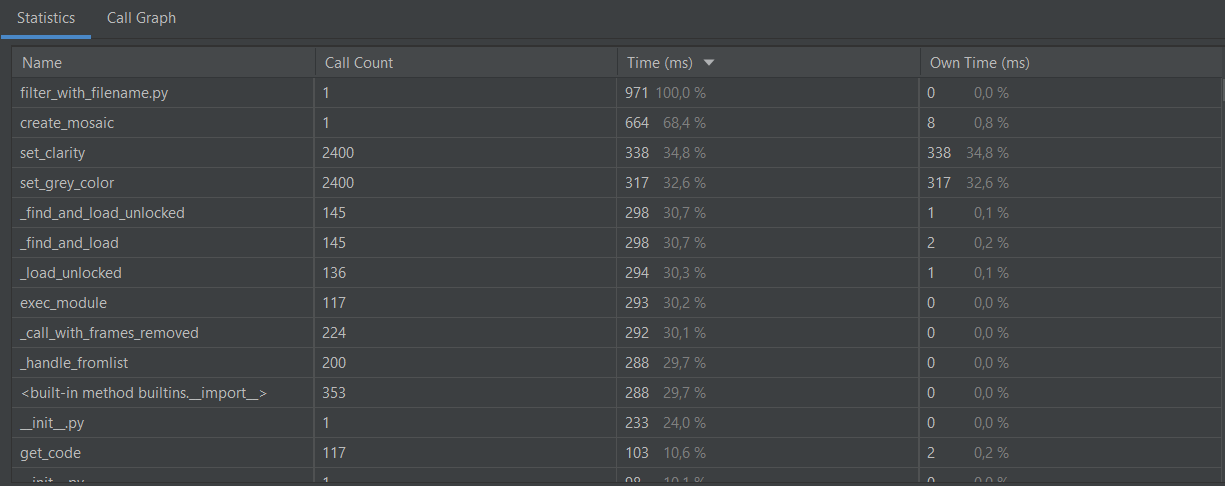 Statistics Call Graph
Name Call Count Time (ms) Own Time (ms)
filter_with_filename.py 1 971 100,0 % 0 0,0 %
create_mosaic 1 664 68,4 % 8 0,8 %
set_clarity 2400 338 34,8 % 338 34,8 %
set_grey_color 2400 317 32,6 % 317 32,6 %
_find_and_load_unlocked 145 298 30,7 % 1 0,1 %
_find_and_load 145 298 30,7 % 2 0,2 %
_load_unlocked 136 294 30,3 % 1 0,1 %
exec_module 117 293 30,2 % 0 0,0 %
_call_with_frames_removed 224 292 30,1 % 0 0,0 %
_handle_fromlist 200 288 29,7 % 0 0,0 %
<built-in method builtins.__import__> 353 288 29,7 % 0 0,0 %
__init__.py 1 233 24,0 % 0 0,0 %
get_code 117 103 10,6 % 2 0,2 %
__init__.py 1 98 10,1 % 0 0,0 %